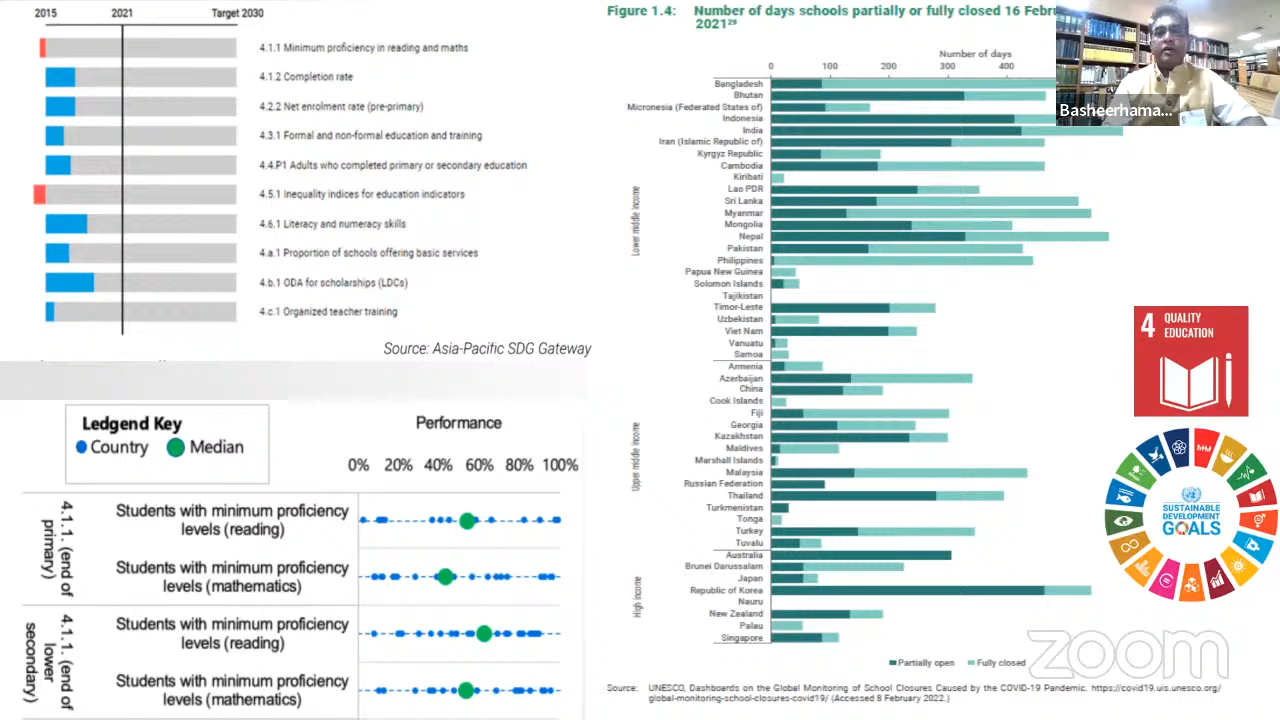 2015 2021 Target 2030
4.1.1 Minimum proficiency in reading and maths
4.1.2 Completion rate
4.2.2 Net enrolment rate (pre-primary)
4.3.1 Formal and non-formal education and training
4.4.P1 Adults who completed primary or secondary education
4.5.1 Inequality indices for education indicators
4.6.1 Literacy and numeracy skills
4.a.1 Proportion of schools offering basic services
4.b.1 ODA for scholarships (LDCs)
4.c.1 Organized teacher training
Source: Asia-Pacific SDG Gateway
Ledgend Key
Country Median
Performance
0% 20% 40% 60% 80% 100%
4.1.1. (end of primary)
Students with minimum proficiency
levels (reading)
Students with minimum proficiency
levels (mathematics)
4.1.1. (end of lower secondary)
Students with minimum proficiency
levels (reading)
Students with minimum proficiency
levels (mathematics)
Figure 1.4: Number of days schools partially or fully closed 16 Febru
2021²⁹
Number of days
0 100 200 300 400
Lower middle income
Bangladesh
Bhutan
Micronesia (Federated States of)
Indonesia
India
Iran (Islamic Republic of)
Kyrgyz Republic
Cambodia
Kiribati
Lao PDR
Sri Lanka
Myanmar
Mongolia
Nepal
Pakistan
Philippines
Papua New Guinea
Solomon Islands
Tajikistan
Timor-Leste
Uzbekistan
Viet Nam
Vanuatu
Samoa
Upper middle income
Armenia
Azerbaijan
China
Cook Islands
Fiji
Georgia
Kazakhstan
Maldives
Marshall Islands
Malaysia
Russian Federation
Thailand
Turkmenistan
Tonga
Turkey
Tuvalu
High income
Australia
Brunei Darussalam
Japan
Republic of Korea
Nauru
New Zealand
Palau
Singapore
Partially open Fully closed
Source: UNESCO, Dashboards on the Global Monitoring of School Closures Caused by the COVID-19 Pandemic. https://covid19.uis.unesco.org/
global-monitoring-school-closures-covid19/ (Accessed 8 February 2022.)
Basheerhama...
4 QUALITY
EDUCATION
SUSTAINABLE
DEVELOPMENT
GOALS
zoom